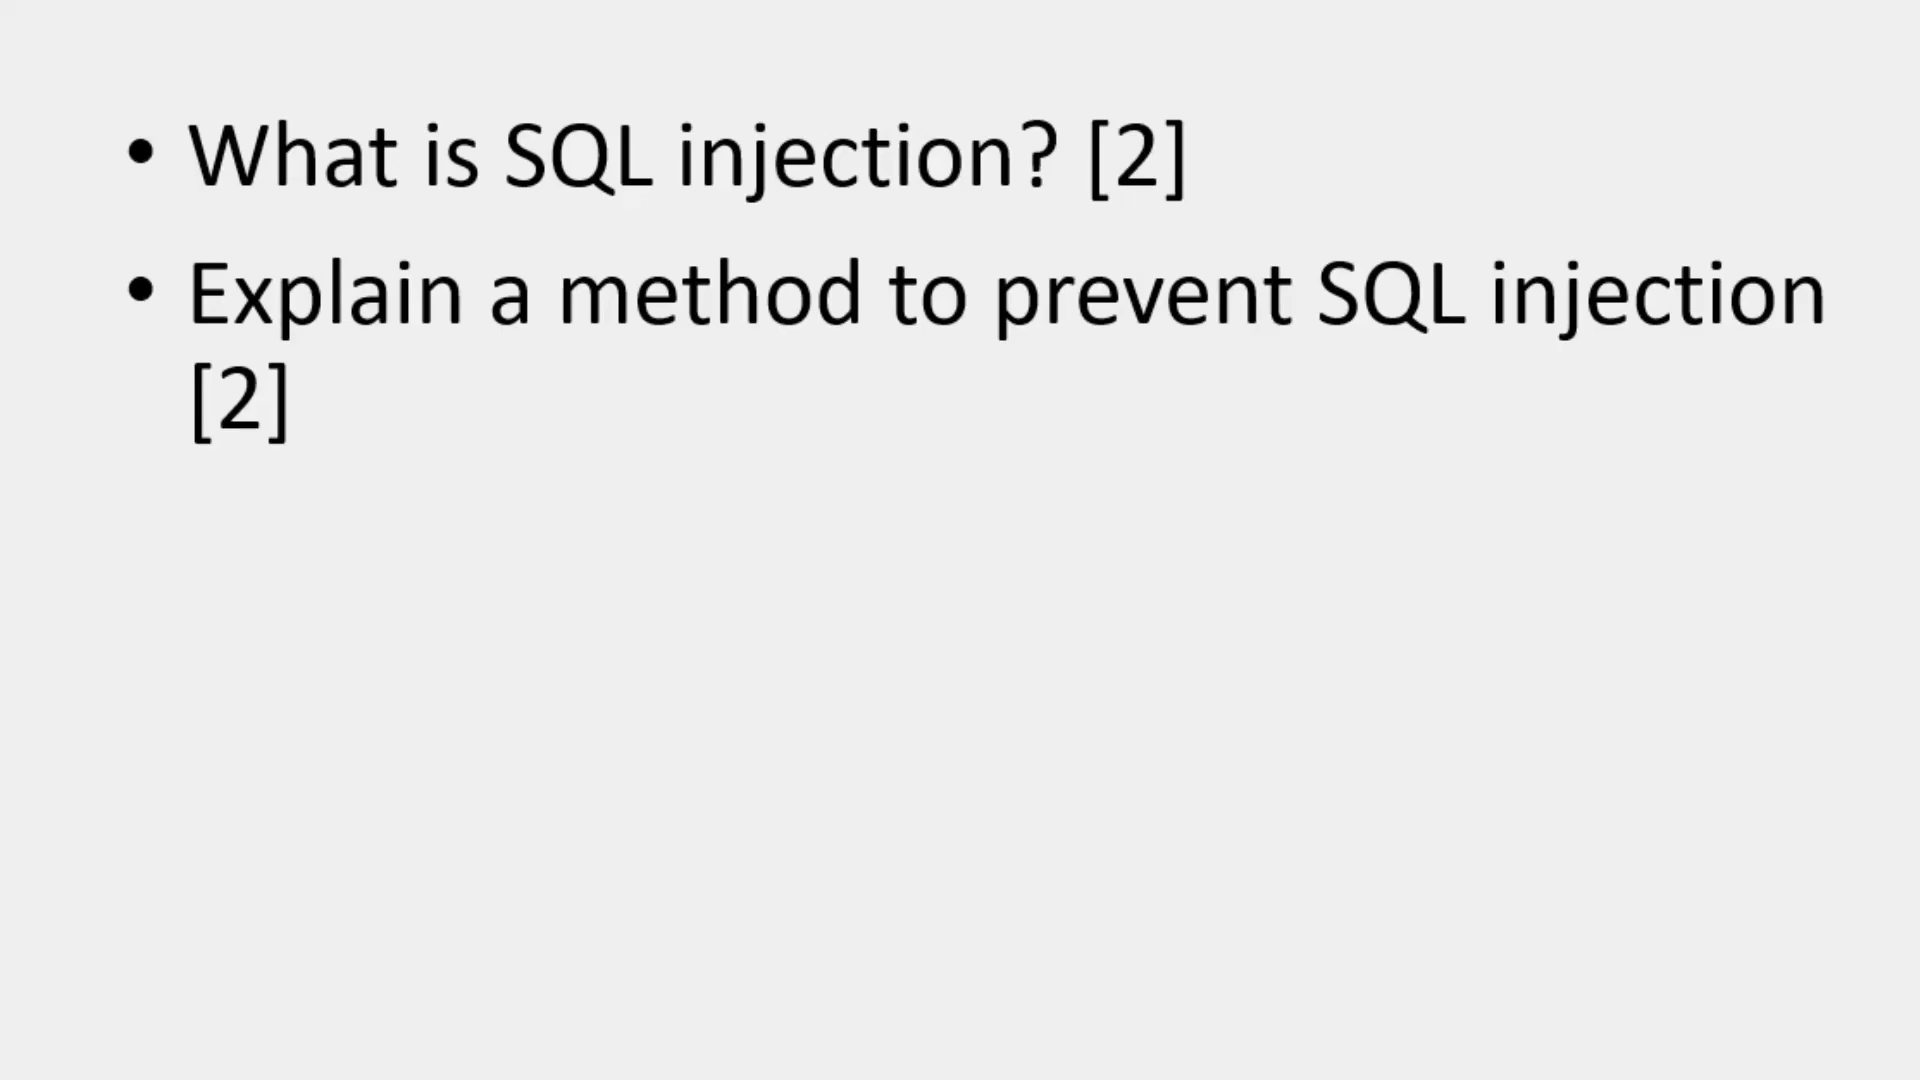 • What is SQL injection? [2]
• Explain a method to prevent SQL injection
[2]